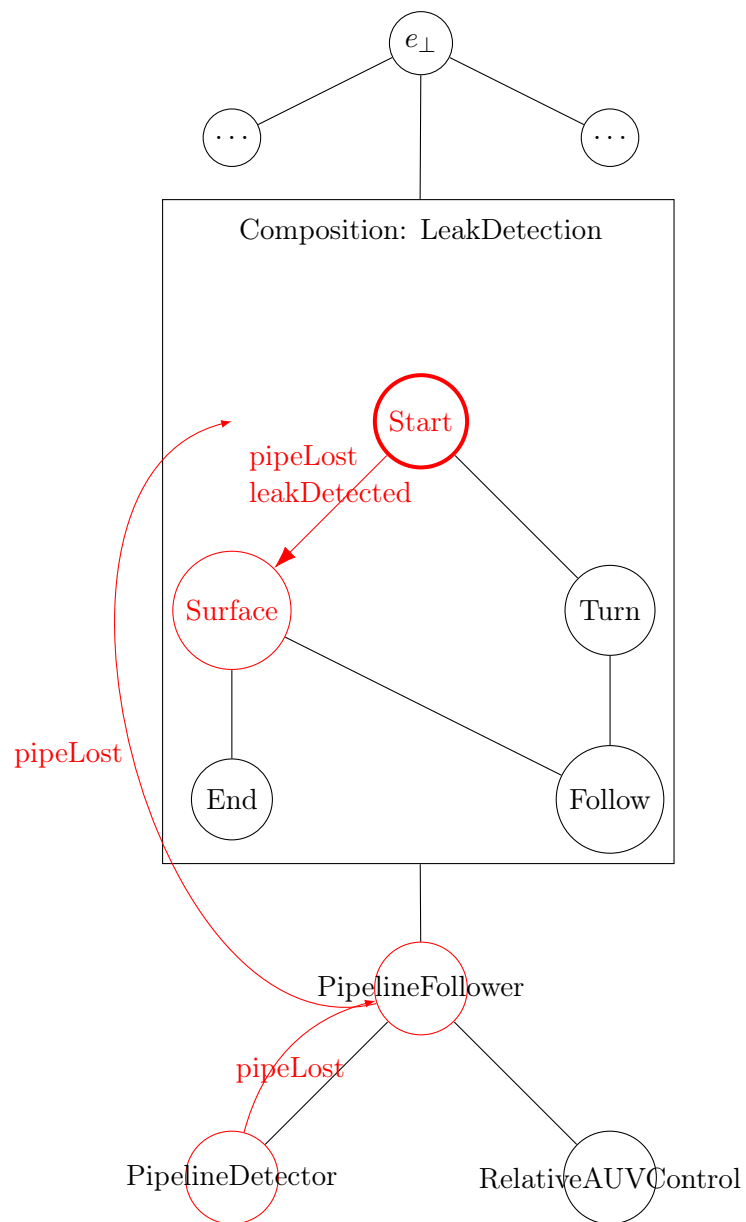 e⊥
··· ···
Composition: LeakDetection
Start
pipeLost
leakDetected
Surface
Turn
pipeLost
End
Follow
PipelineFollower
pipeLost
PipelineDetector
RelativeAUVControl